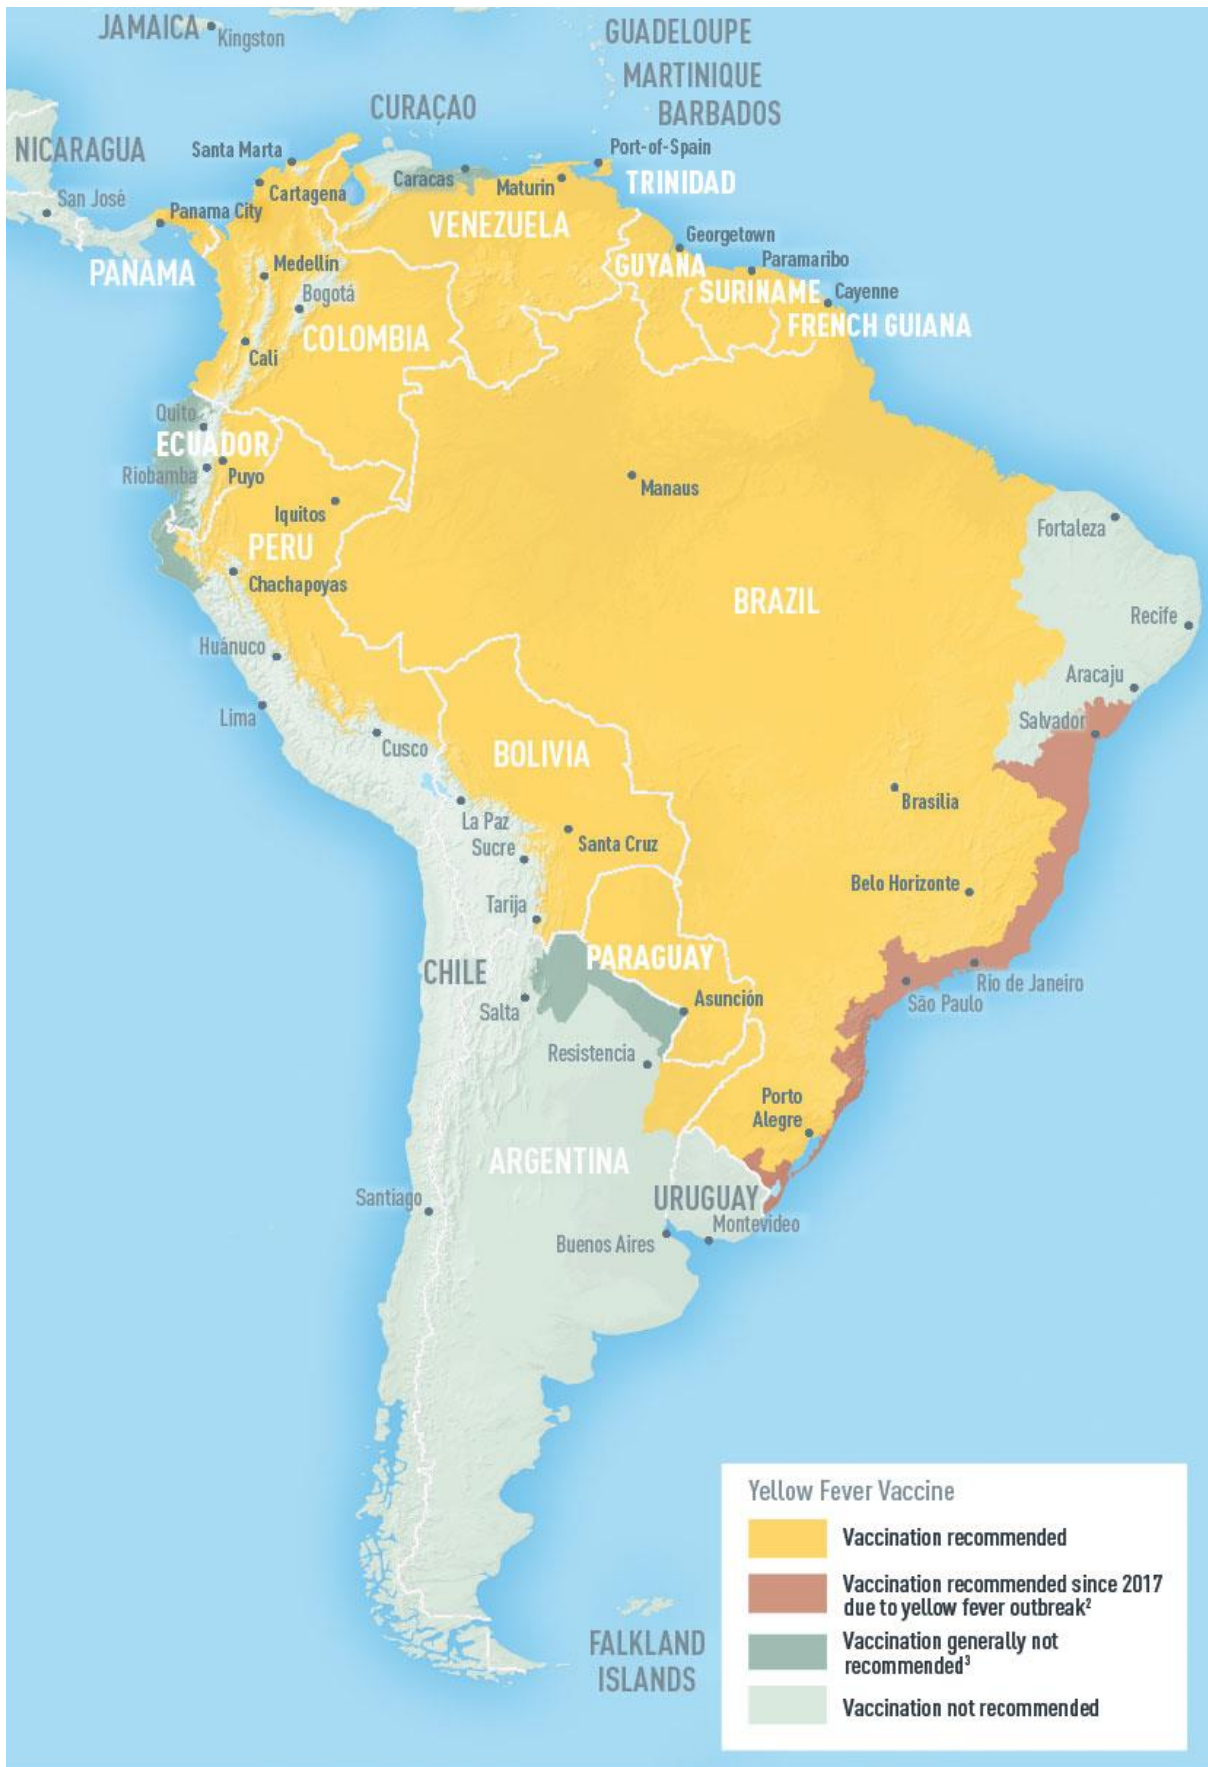 JAMAICA
Kingston
GUADELOUPE
MARTINIQUE
BARBADOS
CURAÇAO
NICARAGUA
Santa Marta
Port-of-Spain
San José
Cartagena
Caracas
Maturin
TRINIDAD
Panama City
VENEZUELA
Georgetown
PANAMA
Medellín
GUYANA
Paramaribo
Bogotá
SURINAME
Cayenne
COLOMBIA
FRENCH GUIANA
Cali
Quito
ECUADOR
Riobamba
Puyo
Manaus
Iquitos
Fortaleza
PERU
Chachapoyas
BRAZIL
Recife
Huánuco
Aracaju
Lima
Salvador
Cusco
BOLIVIA
Brasília
La Paz
Sucre
Santa Cruz
Belo Horizonte
Tarija
PARAGUAY
CHILE
Rio de Janeiro
Asunción
São Paulo
Salta
Resistencia
Porto
Alegre
ARGENTINA
Santiago
URUGUAY
Montevideo
Buenos Aires
FALKLAND
ISLANDS
Yellow Fever Vaccine
Vaccination recommended
Vaccination recommended since 2017
due to yellow fever outbreak²
Vaccination generally not
recommended³
Vaccination not recommended